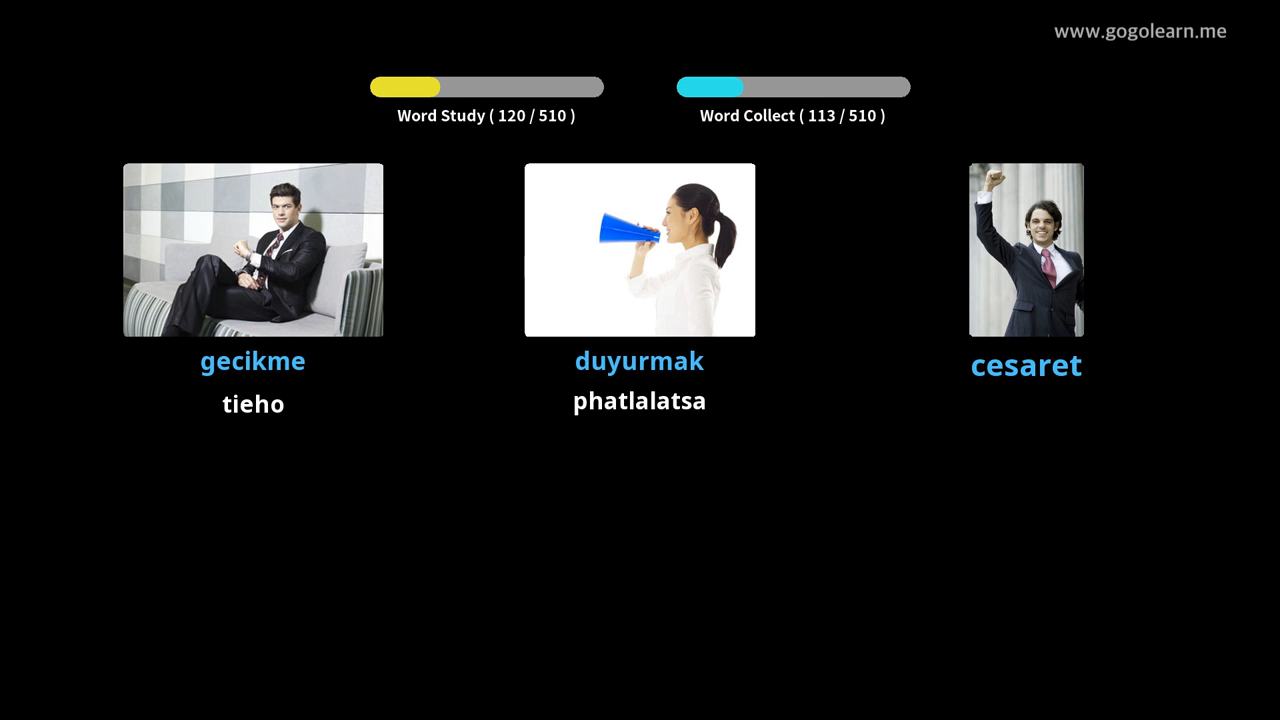 www.gogolearn.me
Word Study ( 120 / 510 )
Word Collect ( 113 / 510 )
gecikme
tieho
duyurmak
phatlalatsa
cesaret